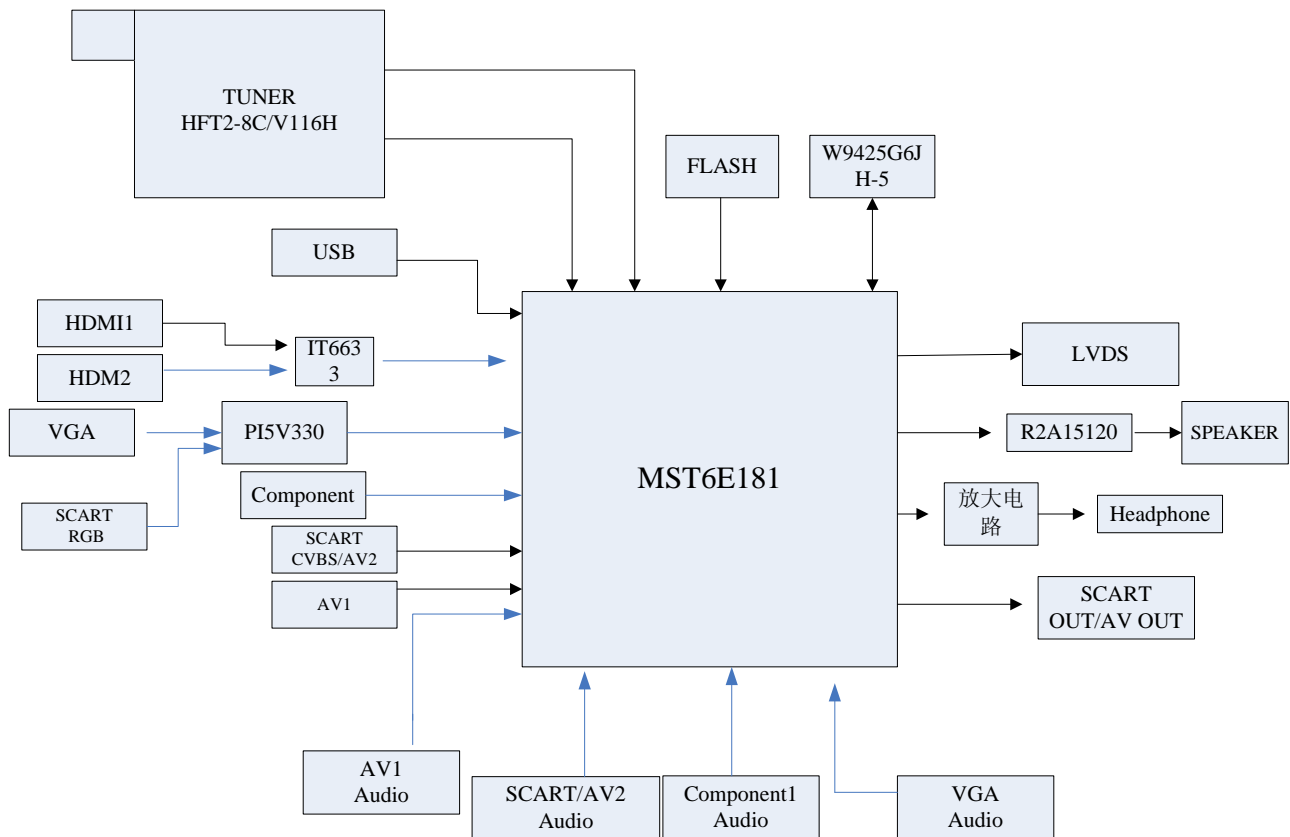 TUNER
HFT2-8C/V116H
FLASH
W9425G6J
H-5
USB
HDMI1
HDM2
IT663
3
VGA
PI5V330
SCART
RGB
Component
SCART
CVBS/AV2
AV1
MST6E181
LVDS
R2A15120
SPEAKER
放大电
路
Headphone
SCART
OUT/AV OUT
AV1
Audio
SCART/AV2
Audio
Component1
Audio
VGA
Audio